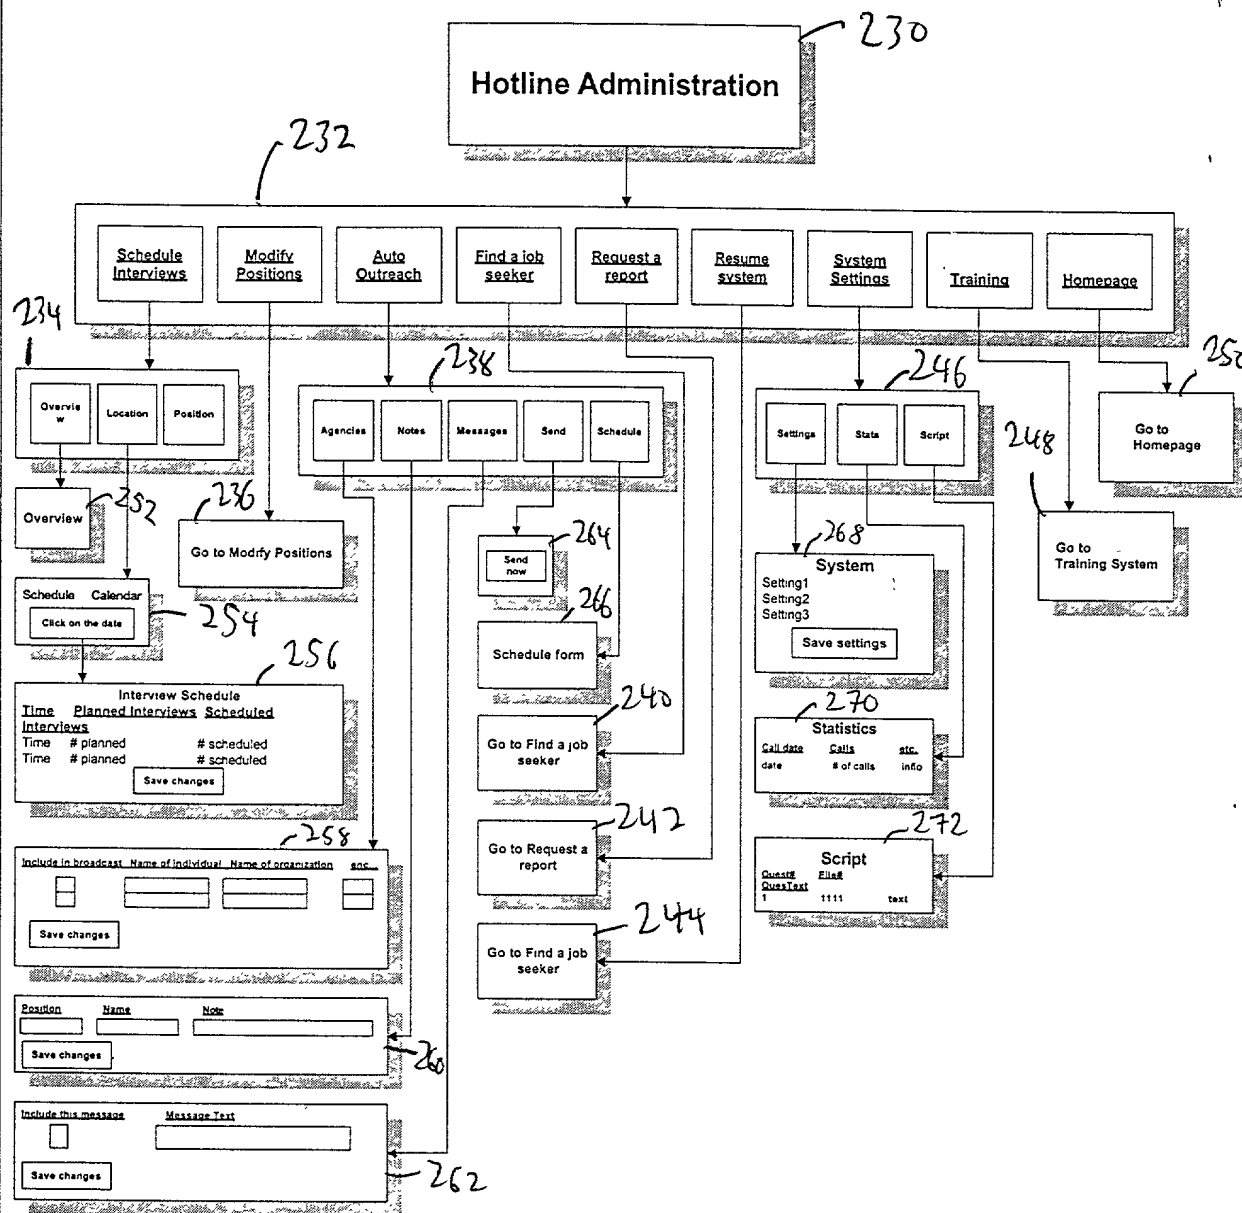 230
Hotline Administration
232
Schedule
Interviews
Modify
Positions
Auto
Outreach
Find a job
seeker
Request a
report
Resume
system
System
Settings
Training
Homepage
234
Overvie
w
Location
Position
238
Agencies
Notes
Messages
Send
Schedule
246
Settings
Stats
Script
250
Go to
Homepage
248
Go to
Training System
252
Overview
236
Go to Modify Positions
264
Send
now
268
System
Setting1
Setting2
Setting3
Save settings
Schedule Calendar
Click on the date
254
266
Schedule form
256
Interview Schedule
Time Planned Interviews Scheduled
Interviews
Time # planned # scheduled
Time # planned # scheduled
Save changes
240
Go to Find a job
seeker
270
Statistics
Call date Calls etc.
date # of calls info
242
Go to Request a
report
258
Include in broadcast Name of individual Name of organization enc...
Save changes
272
Script
Quest# File#
QuesText
1 1111 text
244
Go to Find a job
seeker
Position Name Note
Save changes
260
Include this message Message Text
Save changes
262